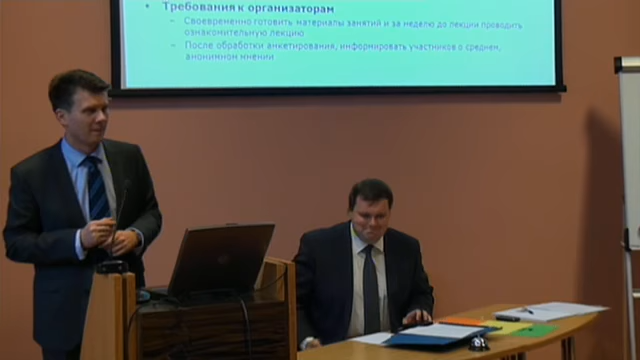 • Требования к организаторам
– Своевременно готовить материалы занятий и за неделю до лекции проводить
ознакомительную лекцию
– После обработки анкетирования, информировать участников о среднем,
анонимном мнении